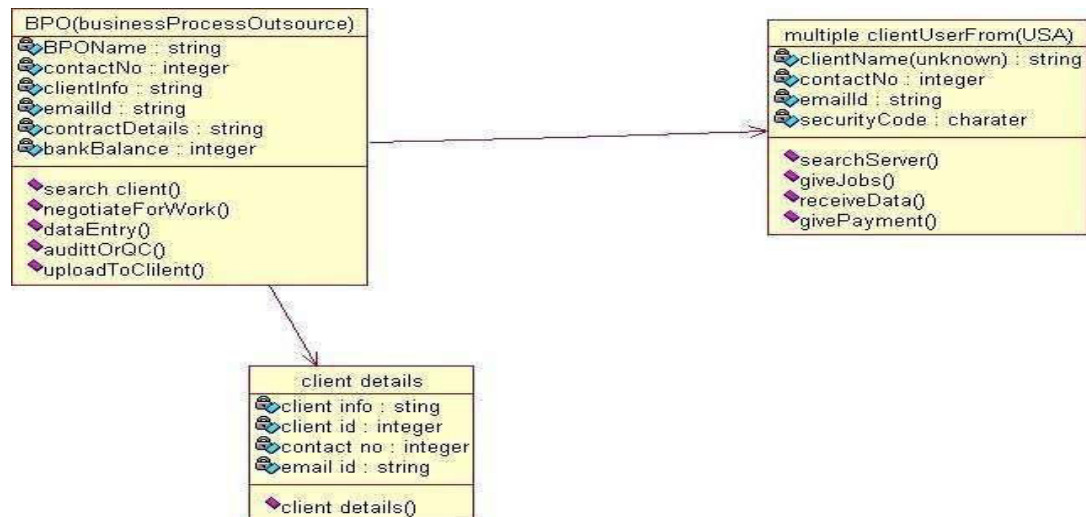 BPO(businessProcessOutsource)
BPOName : string
contactNo : integer
clientInfo : string
emailId : string
contractDetails : string
bankBalance : integer
search client()
negotiateForWork()
dataEntry()
audittOrQC()
uploadToClilent()
multiple clientUserFrom(USA)
clientName(unknown) : string
contactNo : integer
emailId : string
securityCode : charater
searchServer()
giveJobs()
receiveData()
givePayment()
client details
client info : sting
client id : integer
contact no : integer
email id : string
client details()